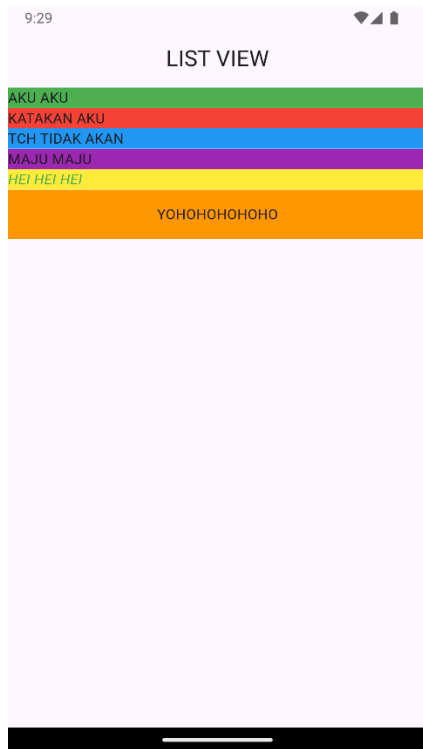 9:29
LIST VIEW
AKU AKU
KATAKAN AKU
TCH TIDAK AKAN
MAJU MAJU
HEI HEI HEI
YOHOHOHOHOHO